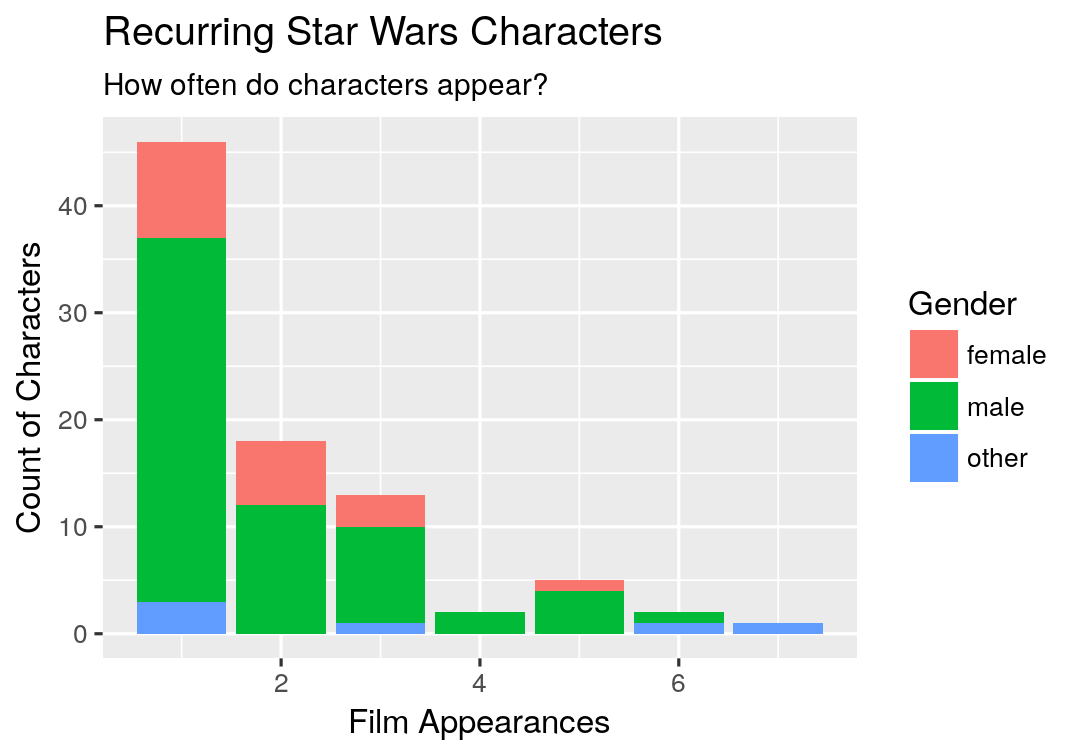 Recurring Star Wars Characters
How often do characters appear?
Count of Characters
40
30
20
10
0
2
4
6
Film Appearances
Gender
female
male
other